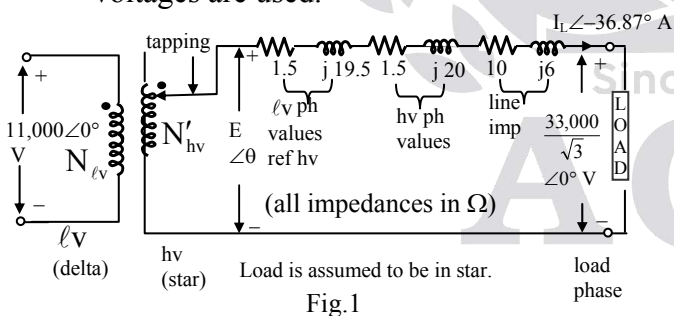 voltages are used.
tapping
I_L∠–36.87° A
+
+
1.5 j 19.5 1.5 j 20 10 j6
+
Sinc
11,000∠0°
V
N_ℓv
N′_hv
E
∠θ
ℓv ph
values
ref hv
hv ph
values
line
imp
33,000
√3
∠0° V
LOAD
AC
–
(all impedances in Ω)
–
–
ℓv
(delta)
hv
(star)
Load is assumed to be in star.
load
phase
Fig.1